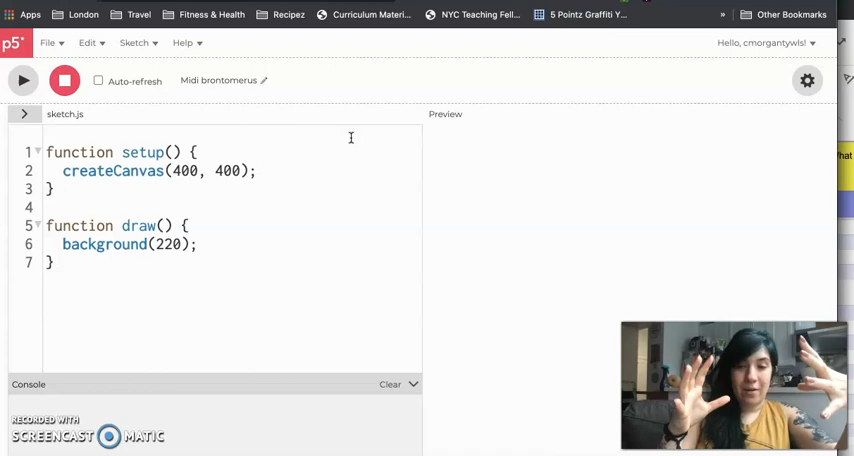 Apps London Travel Fitness & Health Recipez Curriculum Materi... NYC Teaching Fell... 5 Pointz Graffiti Y... » Other Bookmarks
p5* File Edit Sketch Help Hello, cmorgantywls!
Auto-refresh Midi brontomerus
sketch.js Preview
1 function setup() {
2 createCanvas(400, 400);
3 }
4
5 function draw() {
6 background(220);
7 }
Console Clear
RECORDED WITH
SCREENCAST MATIC